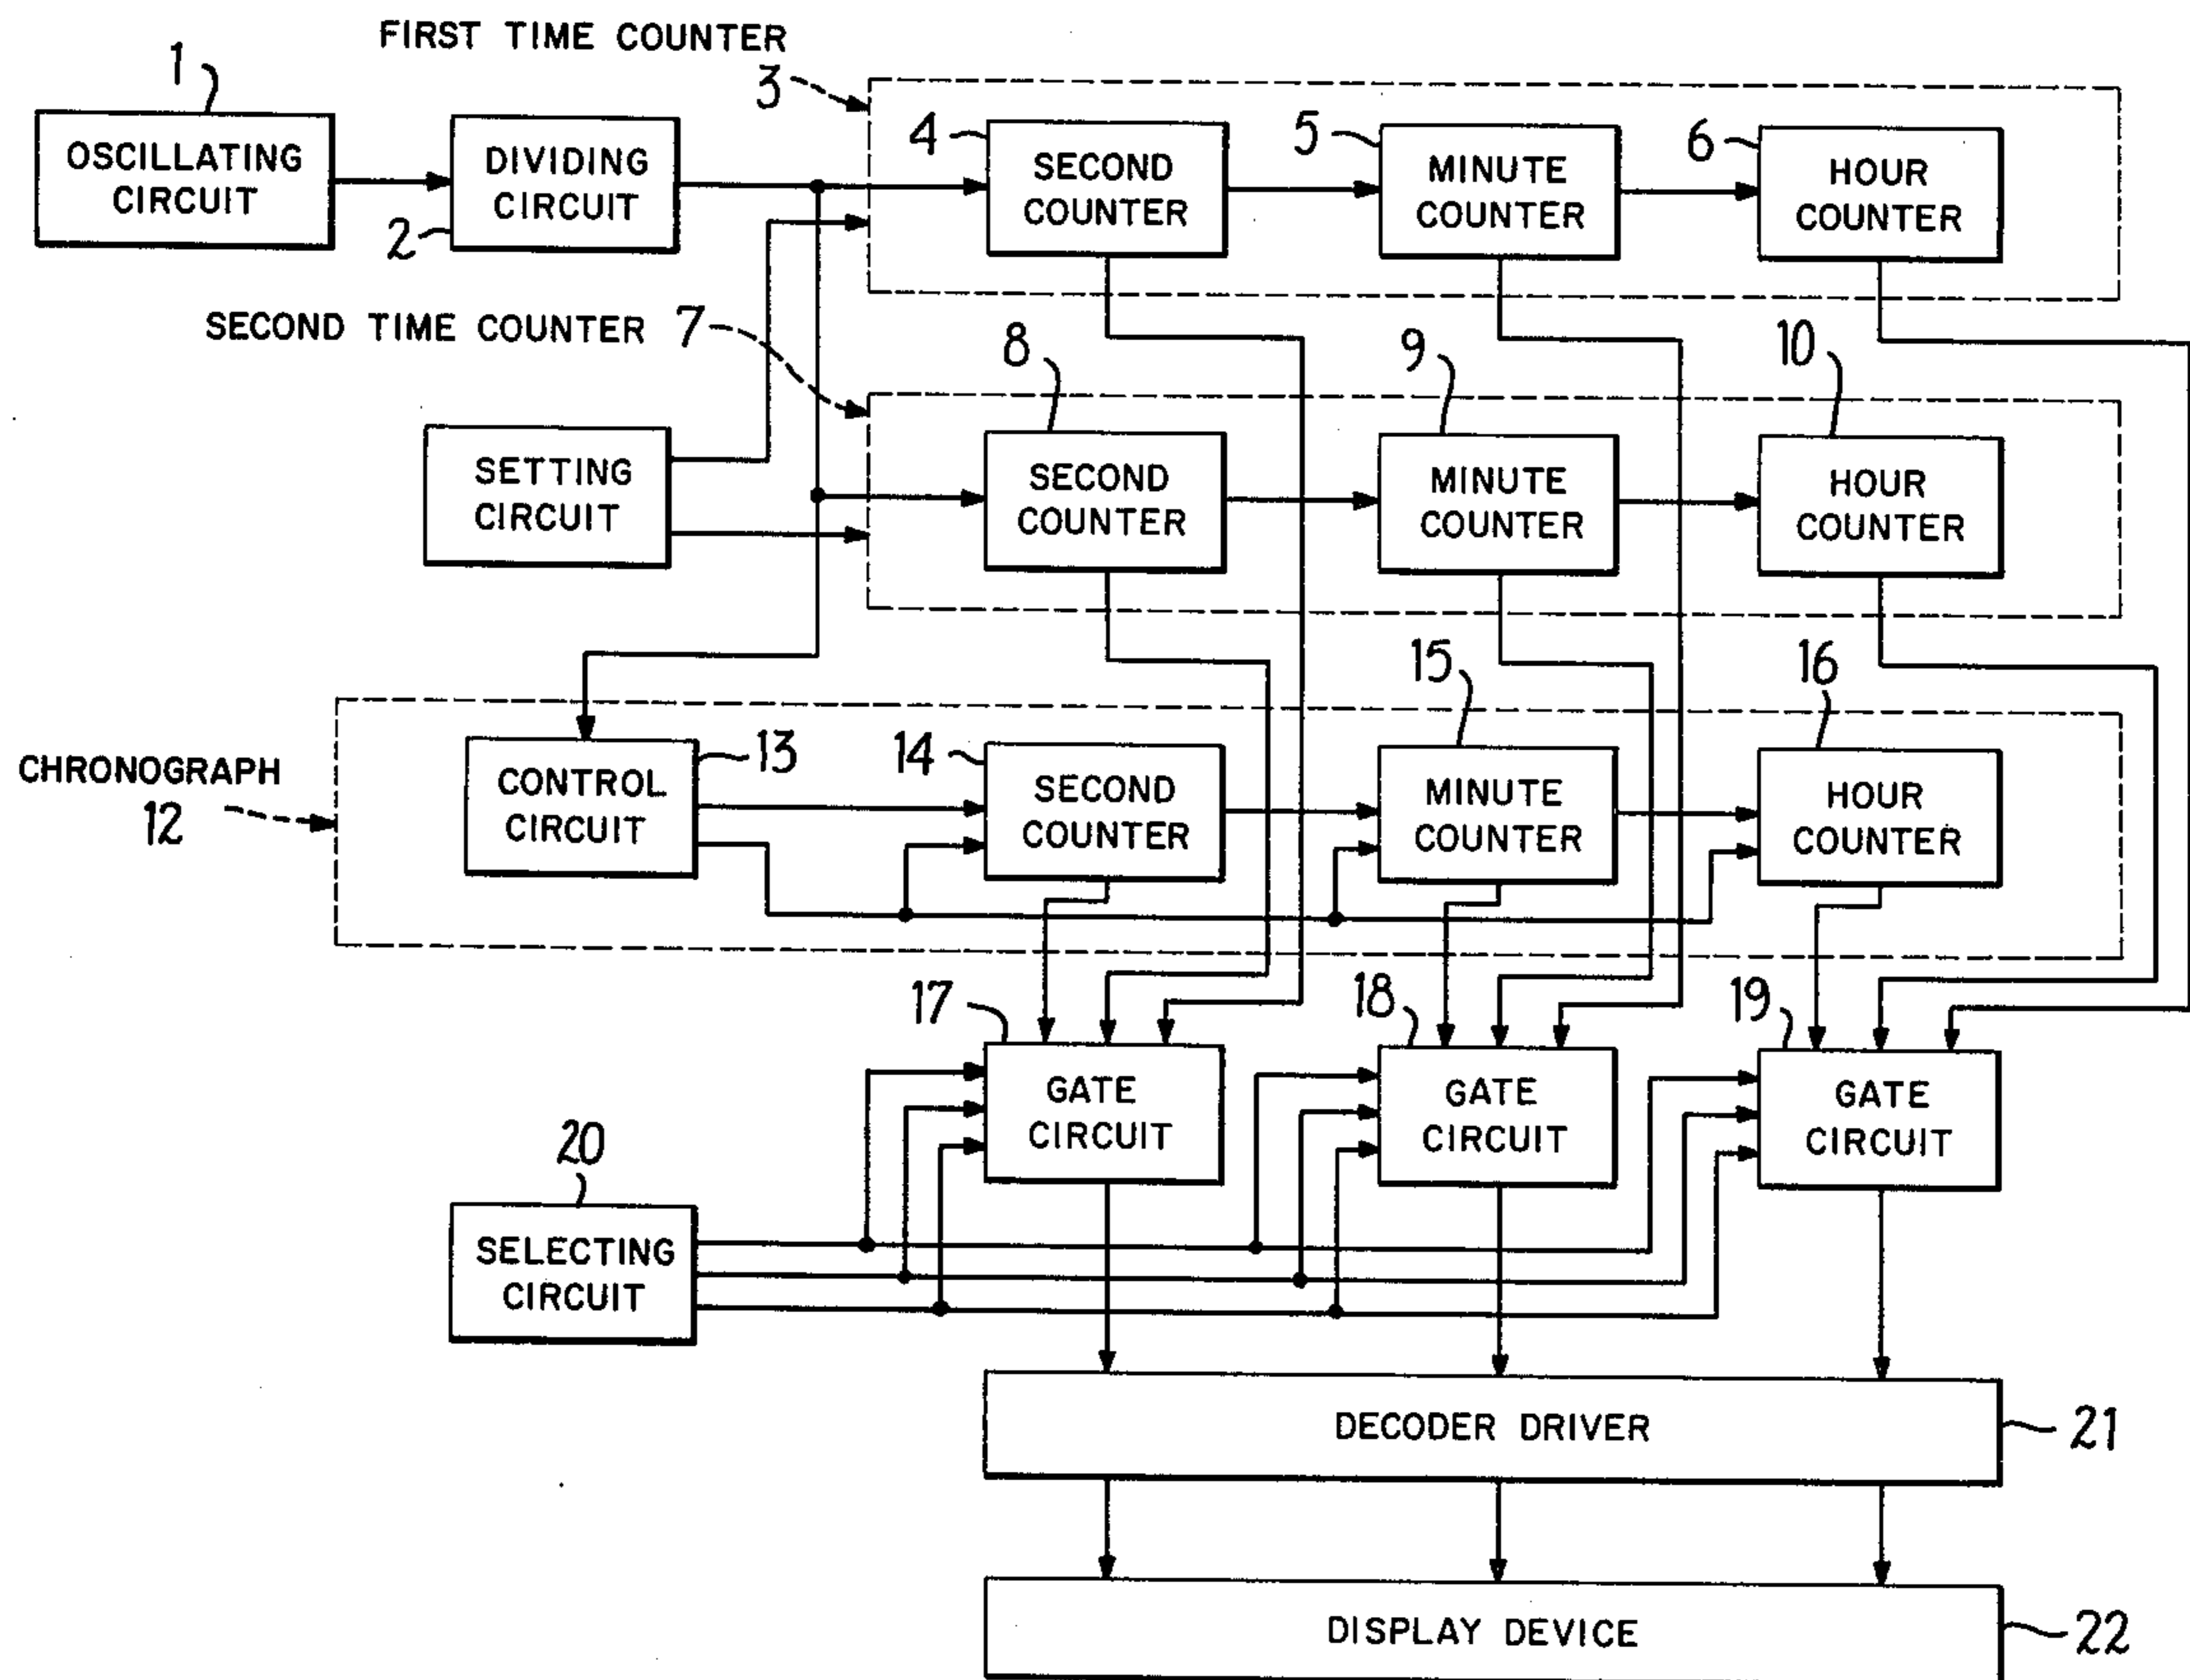 FIRST TIME COUNTER
1
3
OSCILLATING
CIRCUIT
2
DIVIDING
CIRCUIT
4
SECOND
COUNTER
5
MINUTE
COUNTER
6
HOUR
COUNTER
SECOND TIME COUNTER
7
8
9
10
SETTING
CIRCUIT
SECOND
COUNTER
MINUTE
COUNTER
HOUR
COUNTER
CHRONOGRAPH
12
CONTROL
CIRCUIT
13
14
SECOND
COUNTER
15
MINUTE
COUNTER
16
HOUR
COUNTER
17
GATE
CIRCUIT
18
GATE
CIRCUIT
19
GATE
CIRCUIT
20
SELECTING
CIRCUIT
DECODER DRIVER
21
DISPLAY DEVICE
22